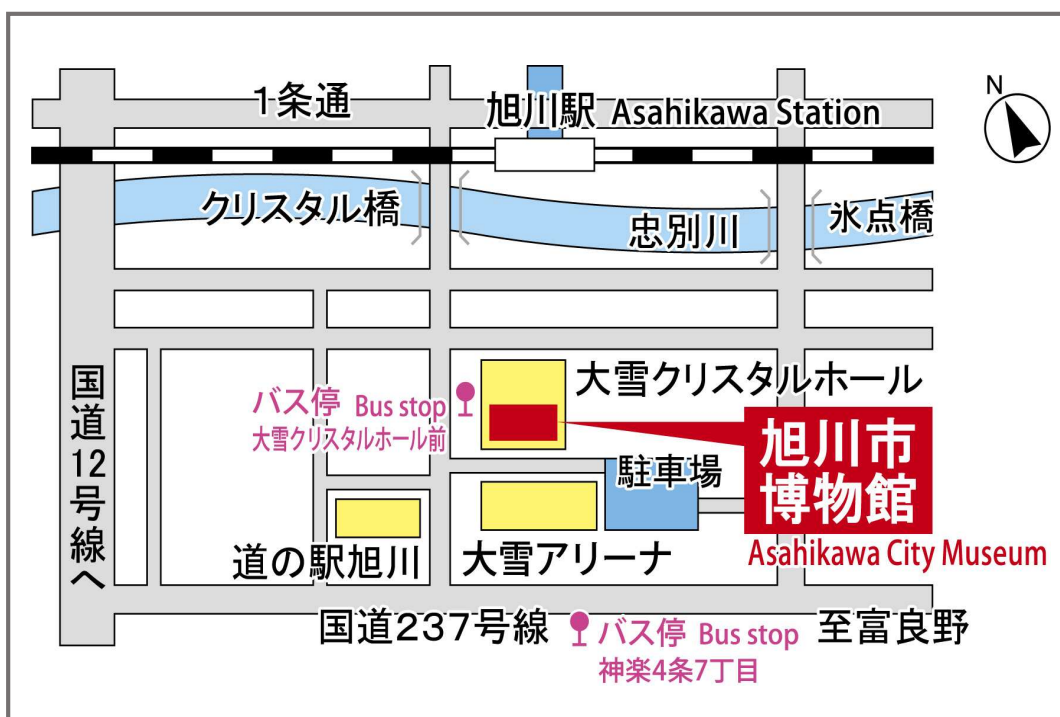 N
1条通
旭川駅 Asahikawa Station
クリスタル橋
忠別川
氷点橋
国道12号線へ
バス停 Bus stop
大雪クリスタルホール前
大雪クリスタルホール
旭川市
博物館
Asahikawa City Museum
駐車場
道の駅旭川
大雪アリーナ
国道237号線
バス停 Bus stop
神楽4条7丁目
至富良野